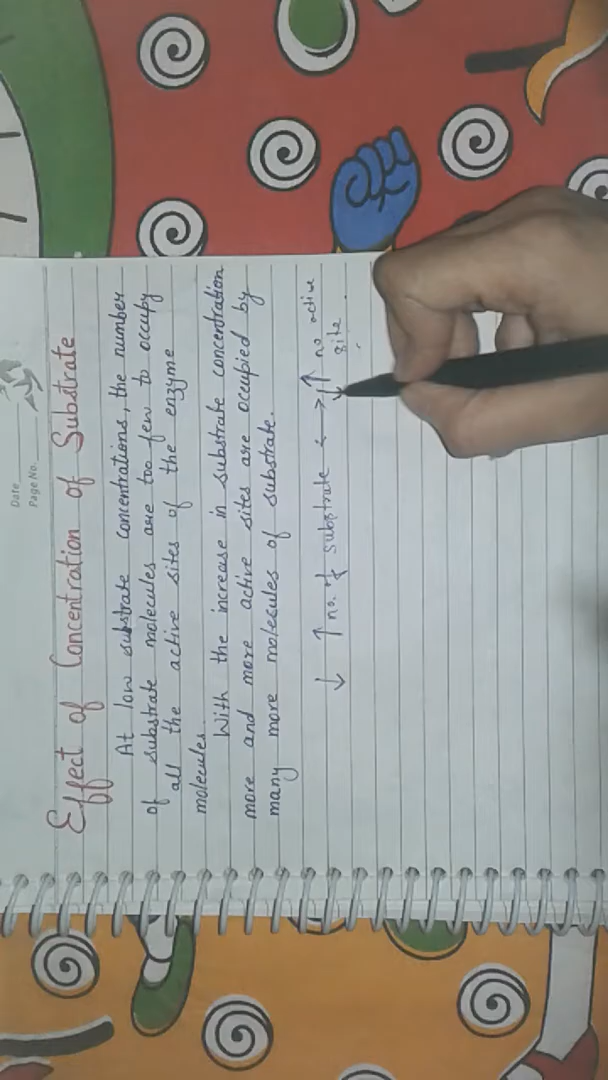 Date
Page No.
Effect of Concentration of Substrate
At low substrate concentrations, the number
of substrate molecules are too few to occupy
all the active sites of the enzyme
molecules.
With the increase in substrate concentration
more and more active sites are occupied by
many more molecules of substrate.
↓ ↑ no. of substrate ↔ ↓ ↑ no active
site